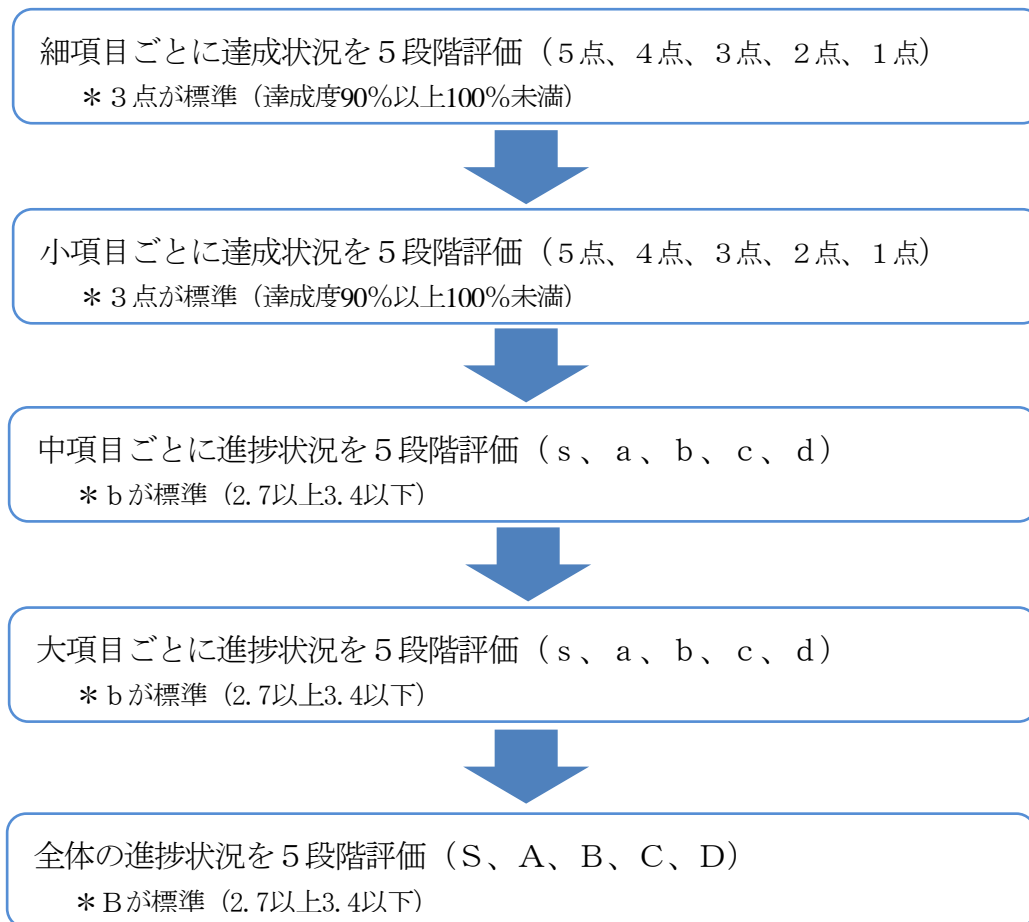 細項目ごとに達成状況を５段階評価（５点、４点、３点、２点、１点）
＊３点が標準（達成度90％以上100％未満）
小項目ごとに達成状況を５段階評価（５点、４点、３点、２点、１点）
＊３点が標準（達成度90％以上100％未満）
中項目ごとに進捗状況を５段階評価（ｓ、ａ、ｂ、ｃ、ｄ）
＊ｂが標準（2.7以上3.4以下）
大項目ごとに進捗状況を５段階評価（ｓ、ａ、ｂ、ｃ、ｄ）
＊ｂが標準（2.7以上3.4以下）
全体の進捗状況を５段階評価（Ｓ、Ａ、Ｂ、Ｃ、Ｄ）
＊Ｂが標準（2.7以上3.4以下）